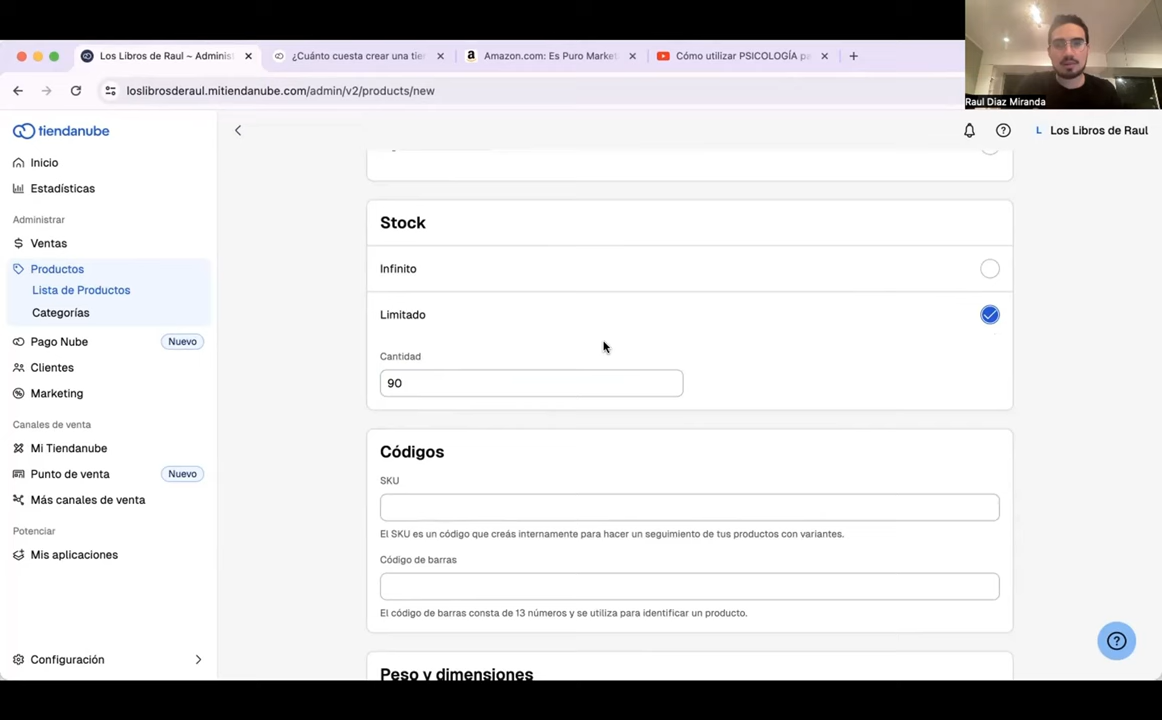 Los Libros de Raul ~ Administ
¿Cuánto cuesta crear una tie
Amazon.com: Es Puro Market
Cómo utilizar PSICOLOGÍA pa
loslibrosderaul.mitiendanube.com/admin/v2/products/new
Raul Diaz Miranda
tiendanube
L Los Libros de Raul
Inicio
Estadísticas
Administrar
Ventas
Productos
Lista de Productos
Categorías
Pago Nube Nuevo
Clientes
Marketing
Canales de venta
Mi Tiendanube
Punto de venta Nuevo
Más canales de venta
Potenciar
Mis aplicaciones
Configuración
Stock
Infinito
Limitado
Cantidad
90
Códigos
SKU
El SKU es un código que creás internamente para hacer un seguimiento de tus productos con variantes.
Código de barras
El código de barras consta de 13 números y se utiliza para identificar un producto.
Peso y dimensiones